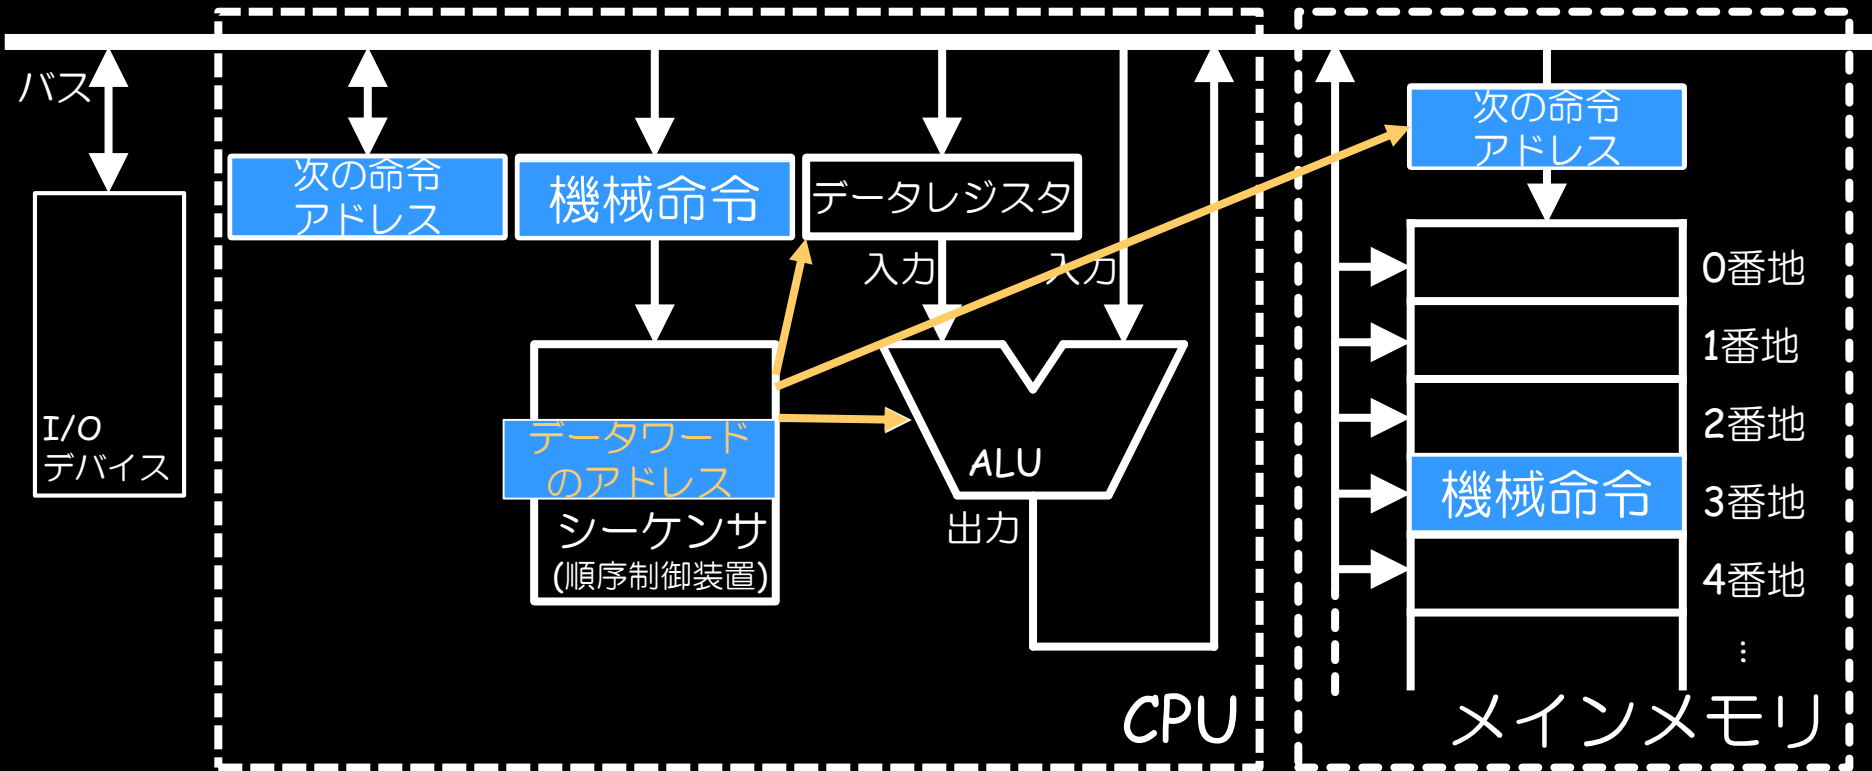 バス
次の命令
アドレス
機械命令
データレジスタ
次の命令
アドレス
入力
入力
0番地
1番地
2番地
3番地
4番地
…
I/O
デバイス
データワード
のアドレス
シーケンサ
(順序制御装置)
ALU
出力
機械命令
CPU
メインメモリ